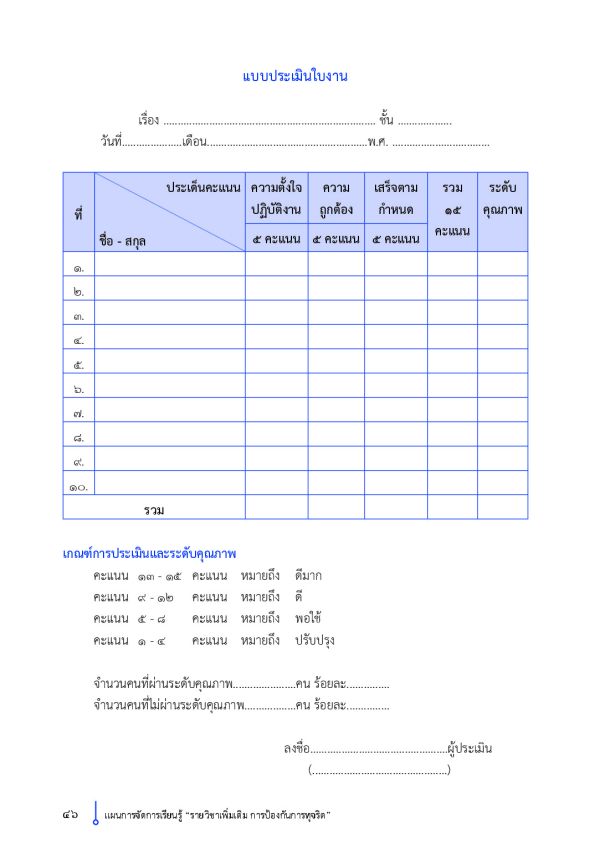 แบบประเมินใบงาน
เรื่อง .......................................................................... ชั้น ...................
วันที่.....................เดือน........................................................พ.ศ. ..................................
ที่ ประเด็นคะแนน ชื่อ - สกุล ความตั้งใจ ความ เสร็จตาม รวม ระดับ
ปฏิบัติงาน ถูกต้อง กำหนด ๑๕ คุณภาพ
๕ คะแนน ๕ คะแนน ๕ คะแนน คะแนน
๑.
๒.
๓.
๔.
๕.
๖.
๗.
๘.
๙.
๑๐.
รวม
เกณฑ์การประเมินและระดับคุณภาพ
คะแนน ๑๓ - ๑๕ คะแนน หมายถึง ดีมาก
คะแนน ๙ - ๑๒ คะแนน หมายถึง ดี
คะแนน ๕ - ๘ คะแนน หมายถึง พอใช้
คะแนน ๑ - ๔ คะแนน หมายถึง ปรับปรุง
จำนวนคนที่ผ่านระดับคุณภาพ......................คน ร้อยละ...............
จำนวนคนที่ไม่ผ่านระดับคุณภาพ..................คน ร้อยละ...............
ลงชื่อ................................................ผู้ประเมิน
(...............................................)
๔๖ แผนการจัดการเรียนรู้ “รายวิชาเพิ่มเติม การป้องกันการทุจริต”